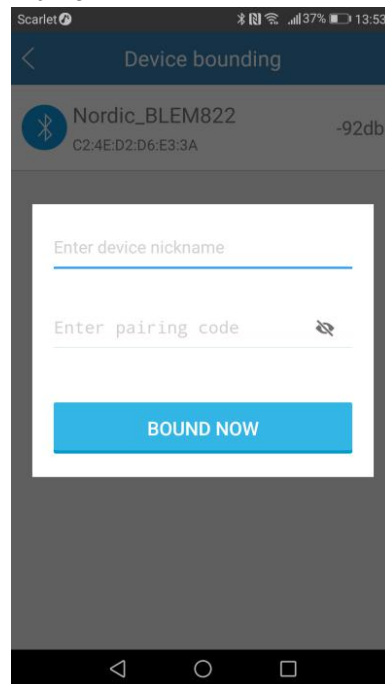 Scarlet 37% 13:53
Device bounding
Nordic_BLEM822
C2:4E:D2:D6:E3:3A
-92db
Enter device nickname
Enter pairing code
BOUND NOW